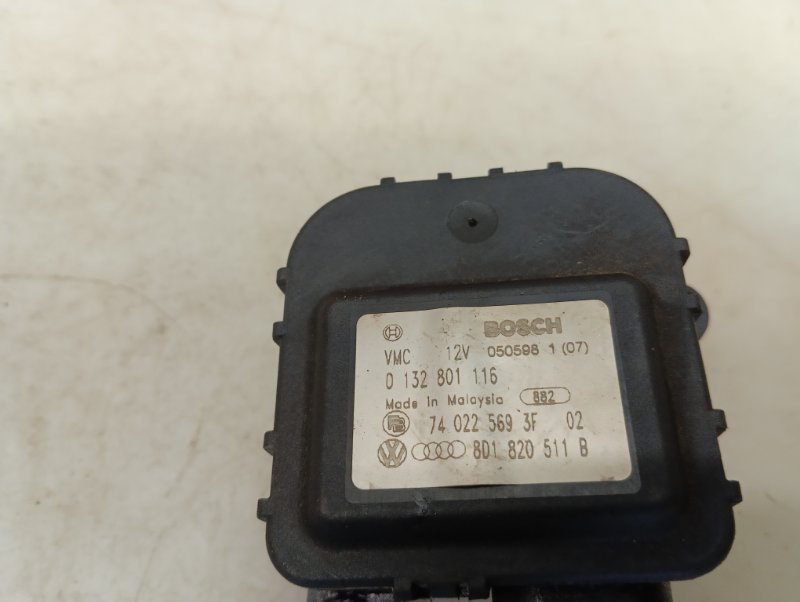 BOSCH
VMC 12V 050598 1 (07)
0 132 801 116
Made in Malaysia 882
74 022 569 3F 02
8D1 820 511 B